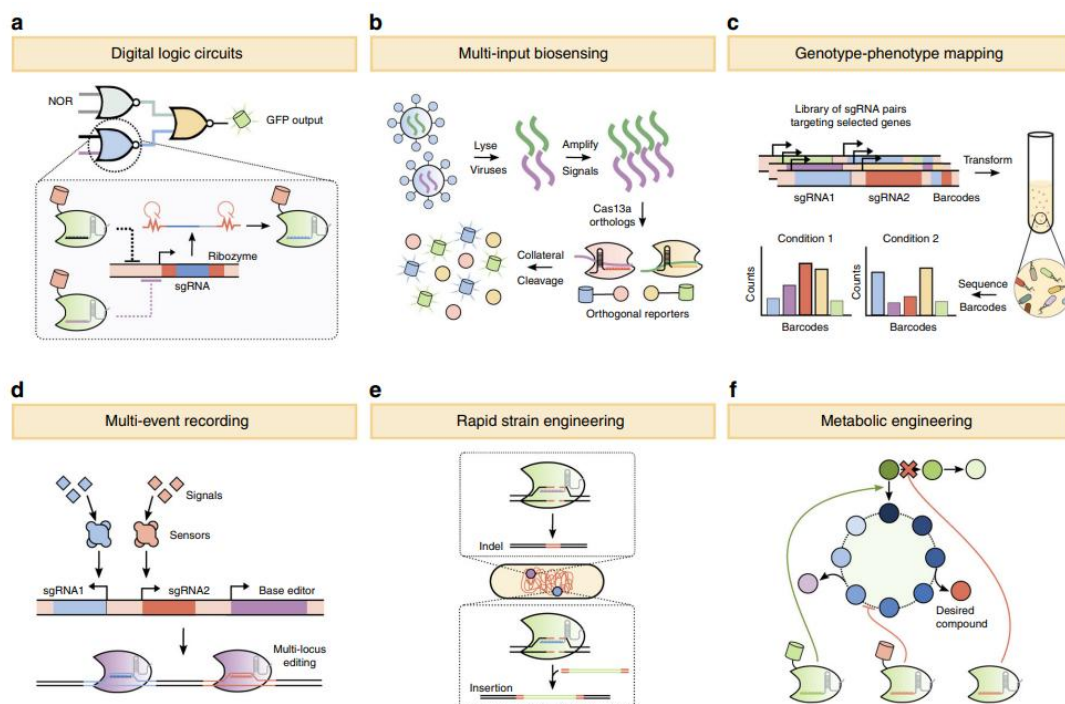 a
Digital logic circuits
NOR
GFP output
Ribozyme
sgRNA
b
Multi-input biosensing
Lyse
Viruses
Amplify
Signals
Cas13a
orthologs
Collateral
Cleavage
Orthogonal reporters
c
Genotype-phenotype mapping
Library of sgRNA pairs
targeting selected genes
Transform
sgRNA1
sgRNA2
Barcodes
Condition 1
Condition 2
Counts
Counts
Barcodes
Barcodes
Sequence
Barcodes
d
Multi-event recording
Signals
Sensors
sgRNA1
sgRNA2
Base editor
Multi-locus
editing
e
Rapid strain engineering
Indel
Insertion
f
Metabolic engineering
Desired
compound